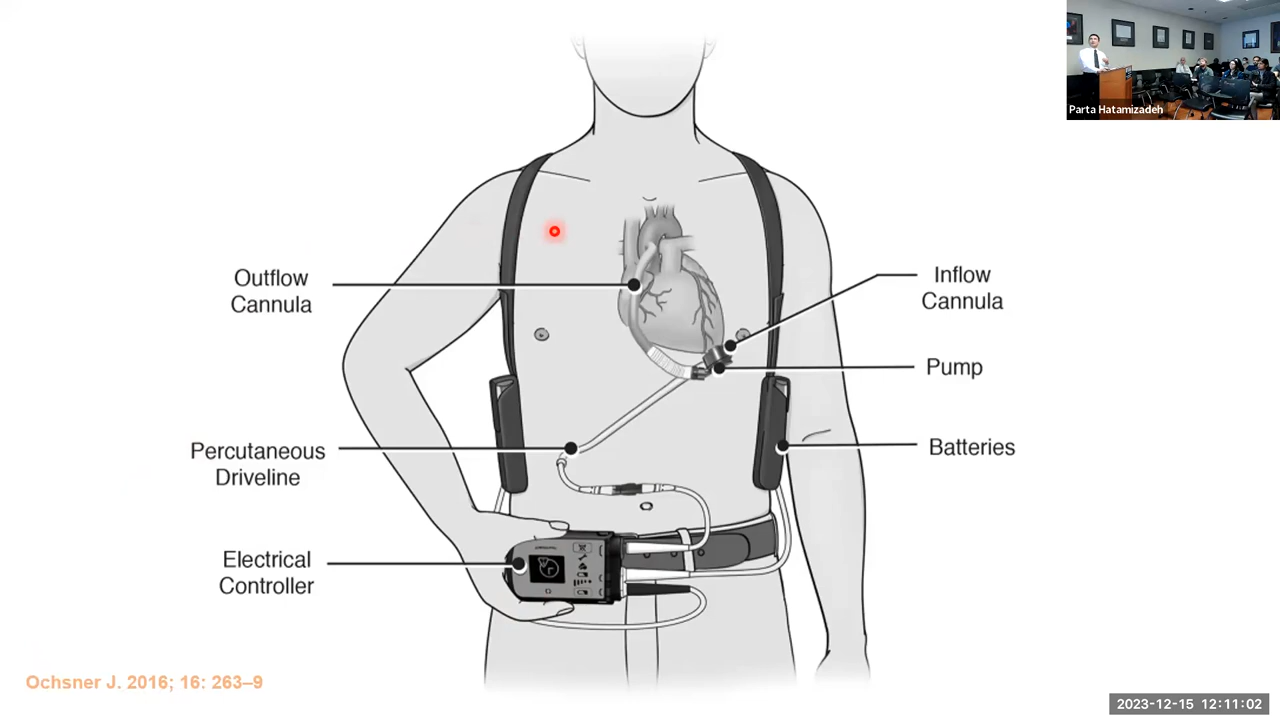 Parta Hatamizadeh
Outflow
Cannula
Inflow
Cannula
Pump
Percutaneous
Driveline
Batteries
Electrical
Controller
Ochsner J. 2016; 16: 263–9
2023-12-15 12:11:02